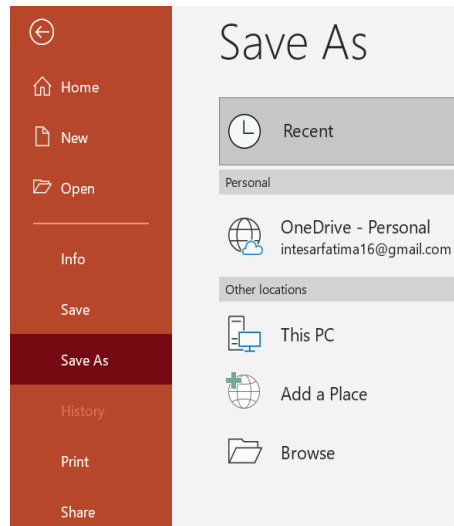 Home
New
Open
Info
Save
Save As
History
Print
Share
Save As
Recent
Personal
OneDrive - Personal
intesarfatima16@gmail.com
Other locations
This PC
Add a Place
Browse